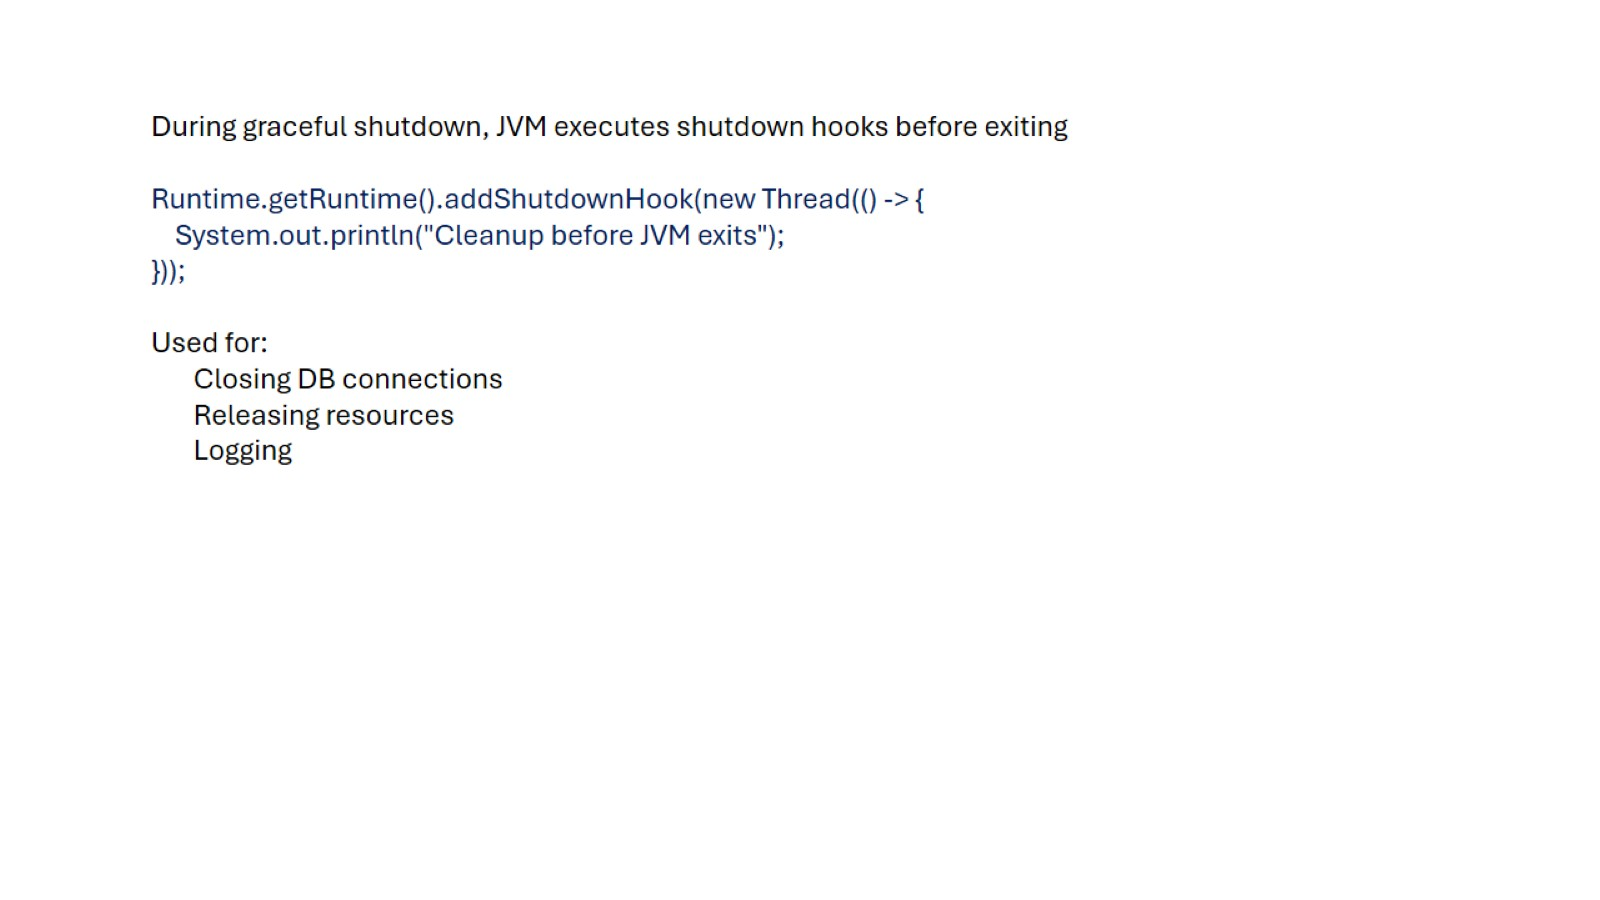 During graceful shutdown, JVM executes shutdown hooks before exiting
Runtime.getRuntime().addShutdownHook(new Thread(() -> {
System.out.println("Cleanup before JVM exits");
}));
Used for:
Closing DB connections
Releasing resources
Logging